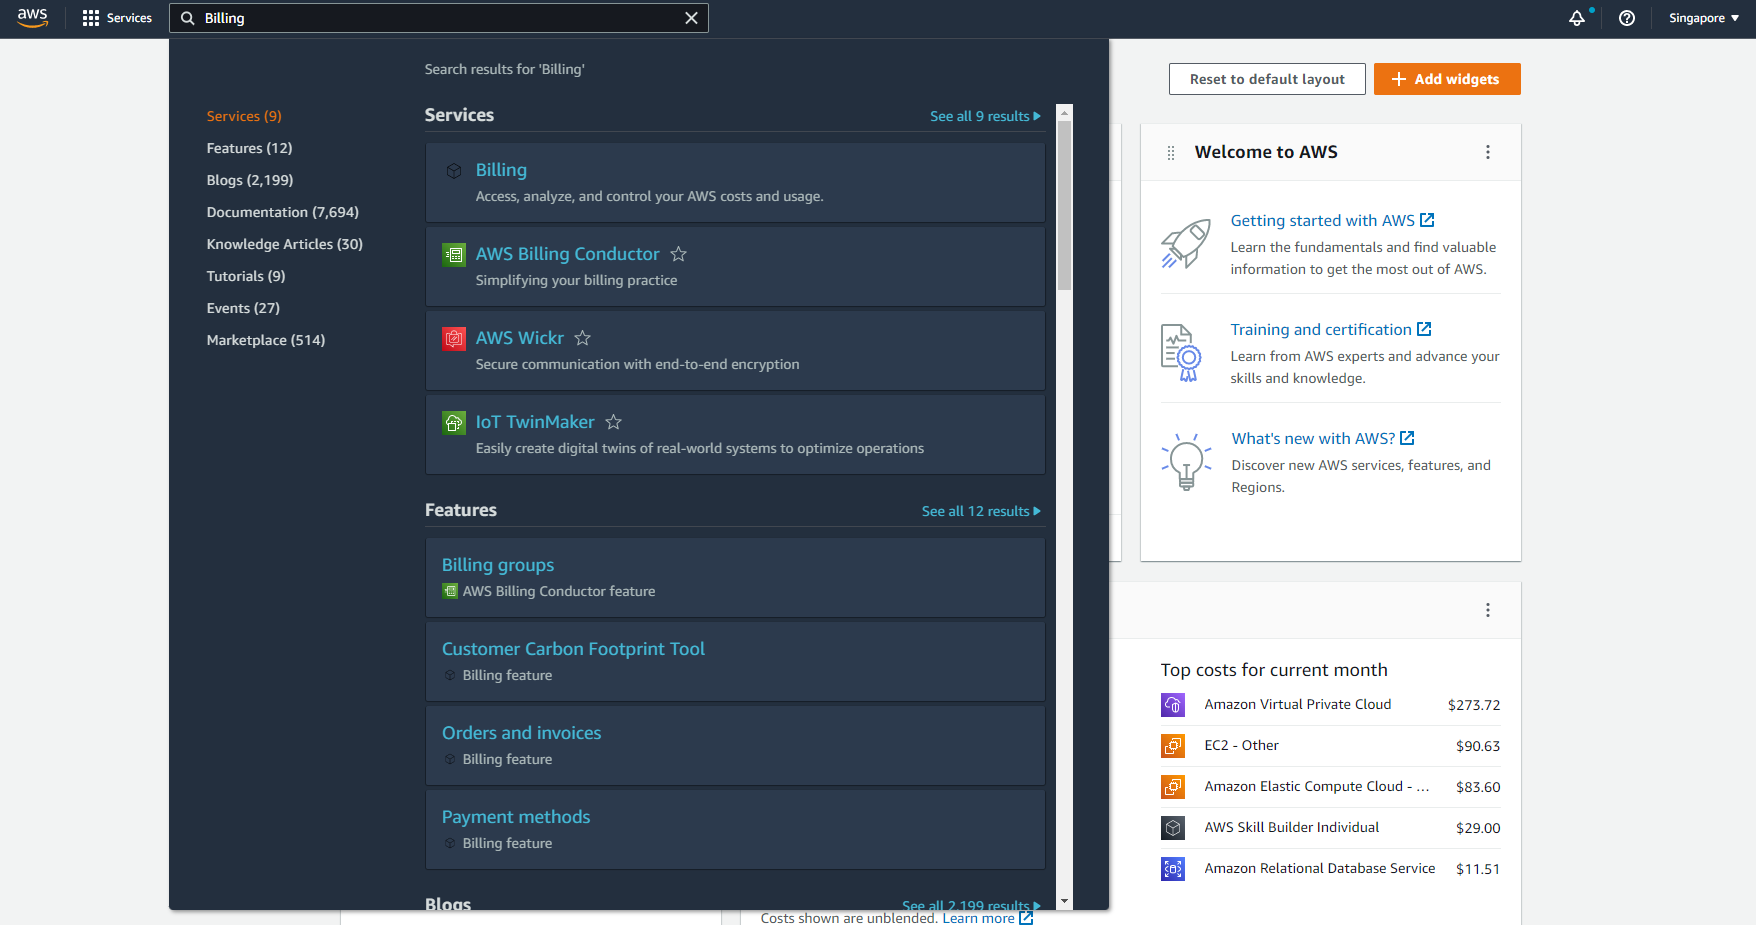 aws
Services
Billing
Singapore
Search results for 'Billing'
Services (9)
Features (12)
Blogs (2,199)
Documentation (7,694)
Knowledge Articles (30)
Tutorials (9)
Events (27)
Marketplace (514)
Services
See all 9 results
Billing
Access, analyze, and control your AWS costs and usage.
AWS Billing Conductor
Simplifying your billing practice
AWS Wickr
Secure communication with end-to-end encryption
IoT TwinMaker
Easily create digital twins of real-world systems to optimize operations
Features
See all 12 results
Billing groups
AWS Billing Conductor feature
Customer Carbon Footprint Tool
Billing feature
Orders and invoices
Billing feature
Payment methods
Billing feature
Blogs
See all 2,199 results
Reset to default layout
Add widgets
Welcome to AWS
Getting started with AWS
Learn the fundamentals and find valuable
information to get the most out of AWS.
Training and certification
Learn from AWS experts and advance your
skills and knowledge.
What's new with AWS?
Discover new AWS services, features, and
Regions.
Top costs for current month
Amazon Virtual Private Cloud $273.72
EC2 - Other $90.63
Amazon Elastic Compute Cloud - ... $83.60
AWS Skill Builder Individual $29.00
Amazon Relational Database Service $11.51
Costs shown are unblended. Learn more